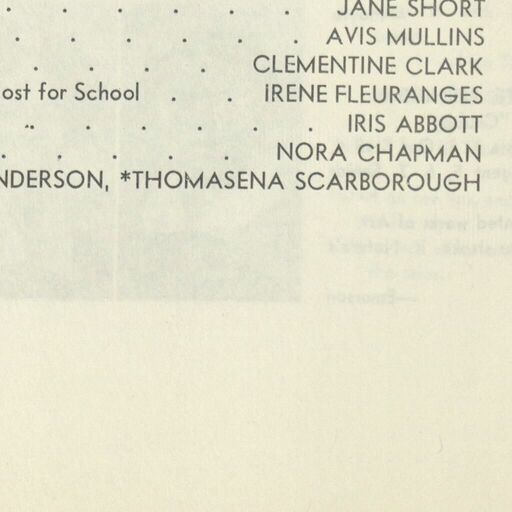 . . . . . . JANE SHORT
. . . . . . AVIS MULLINS
. . . . . CLEMENTINE CLARK
ost for School . . iRENE FLEURANGES
.. . . . . . IRIS ABBOTT
. . . . . NORA CHAPMAN
NDERSON, *THOMASENA SCARBOROUGH